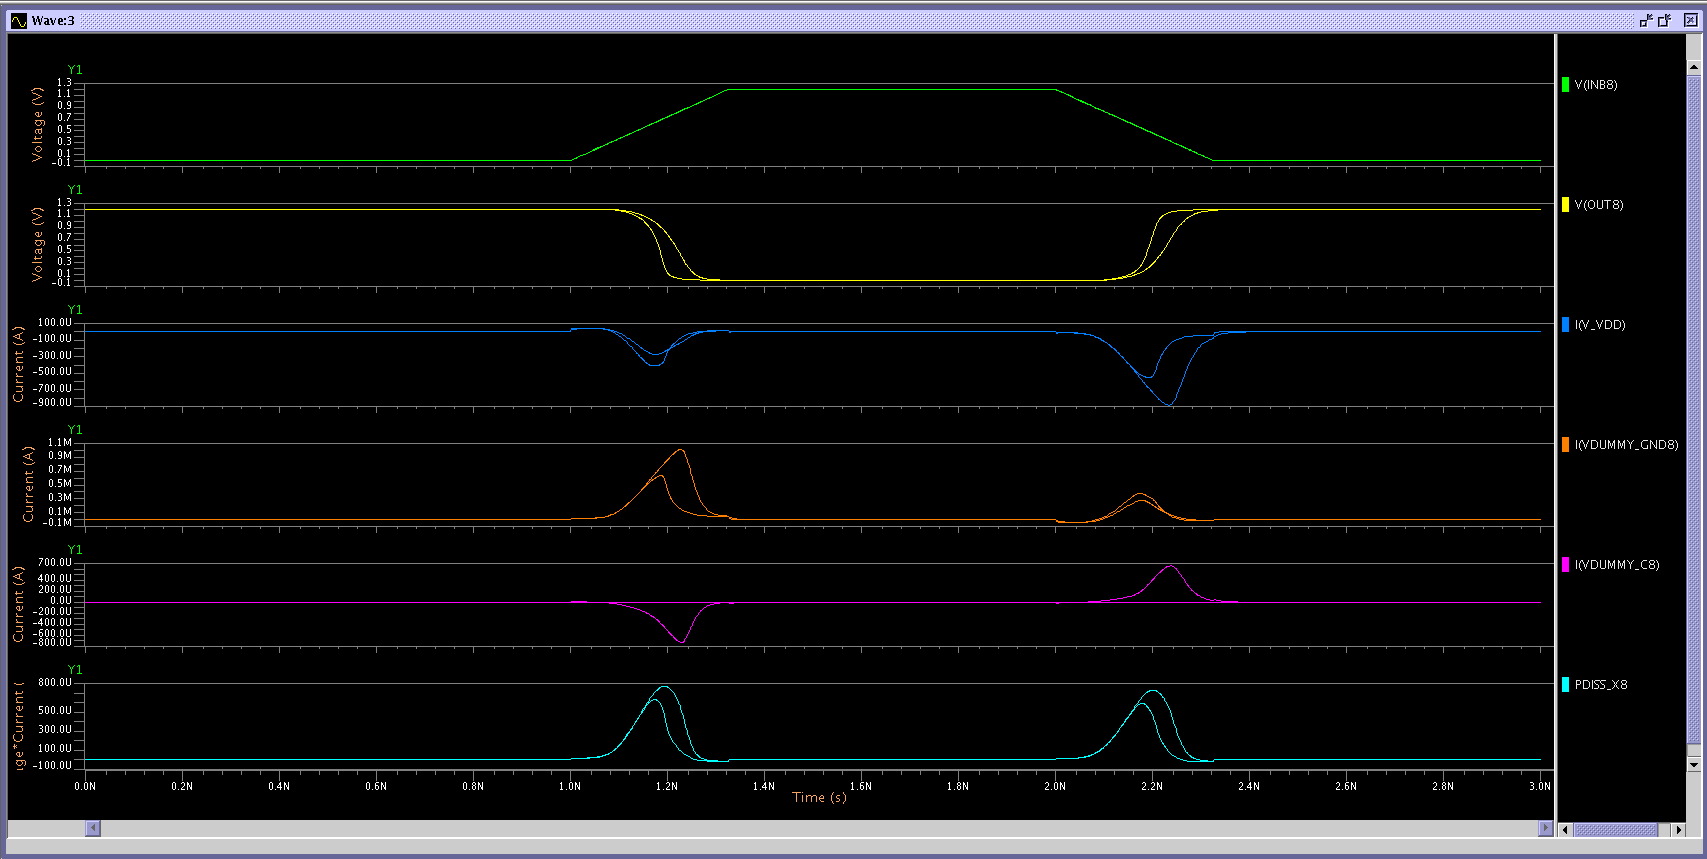 Wave:3
Y1
Voltage (V)
1.3
1.1
0.9
0.7
0.5
0.3
0.1
-0.1
V(INB8)
Y1
Voltage (V)
1.3
1.1
0.9
0.7
0.5
0.3
0.1
-0.1
V(OUT8)
Y1
Current (A)
100.0U
-100.0U
-300.0U
-500.0U
-700.0U
-900.0U
I(V_VDD)
Y1
Current (A)
1.1M
0.9M
0.7M
0.5M
0.3M
0.1M
-0.1M
I(VDUMMY_GND8)
Y1
Current (A)
700.0U
400.0U
200.0U
0.0U
-200.0U
-400.0U
-600.0U
-800.0U
I(VDUMMY_C8)
Y1
ıge*Current (
800.0U
500.0U
300.0U
100.0U
-100.0U
PDISS_X8
0.0N 0.2N 0.4N 0.6N 0.8N 1.0N 1.2N 1.4N 1.6N 1.8N 2.0N 2.2N 2.4N 2.6N 2.8N 3.0N
Time (s)